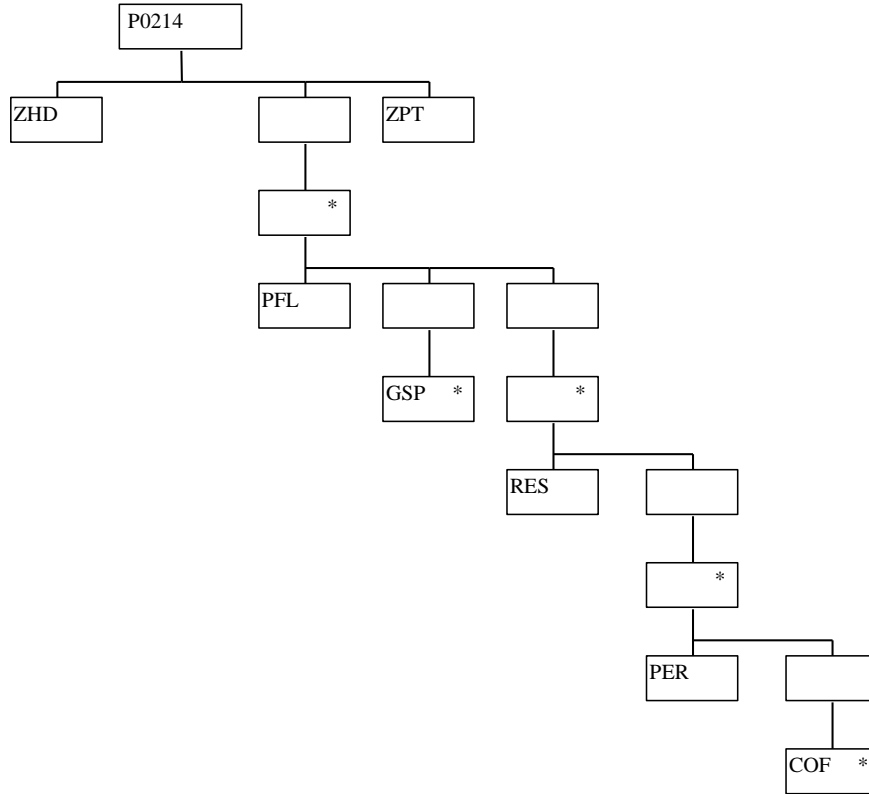 P0214
ZHD
ZPT
*
PFL
GSP *
*
RES
*
PER
COF *